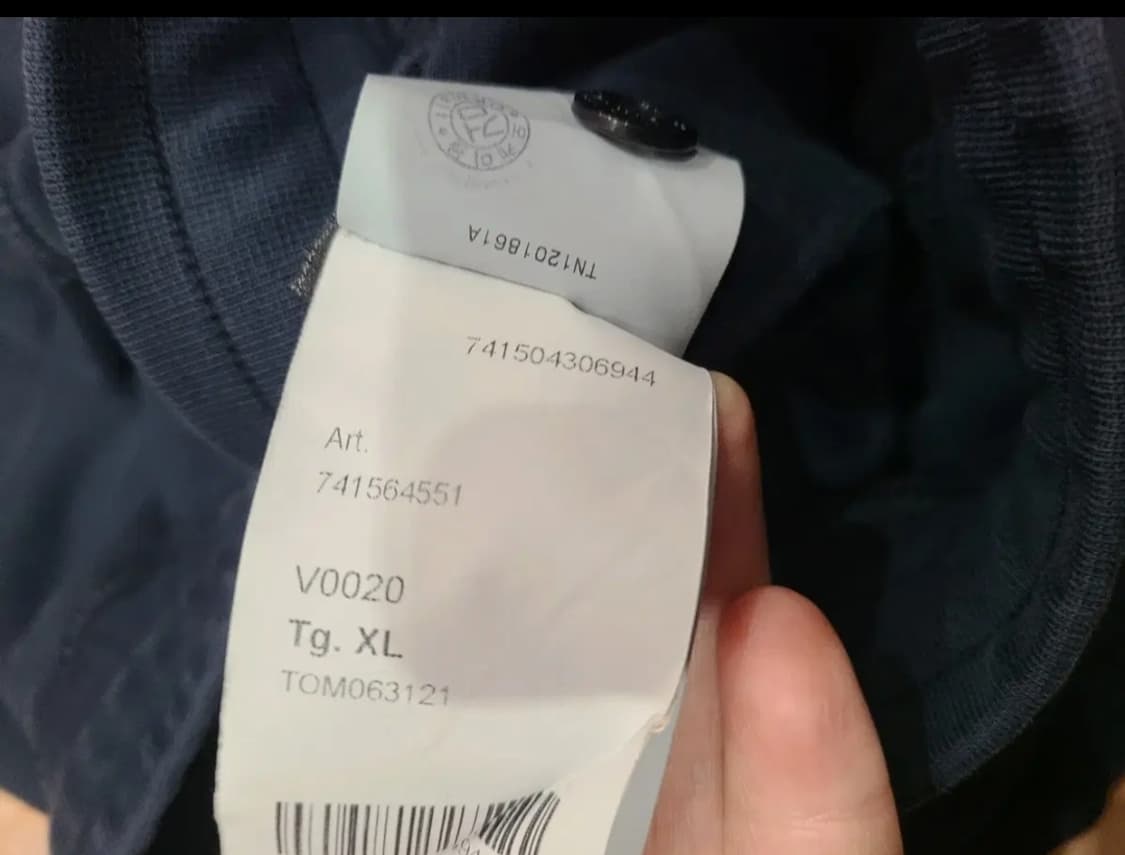 TN1201861A
741504306944
Art.
741564551
V0020
Tg. XL
TOM063121